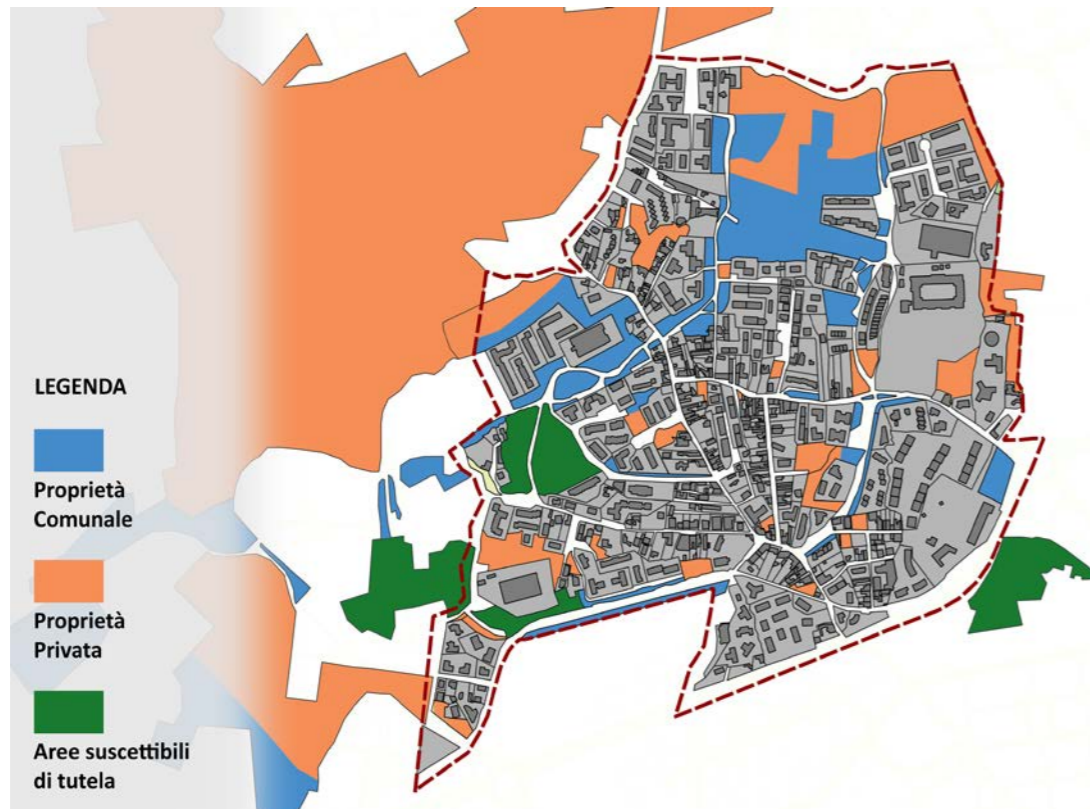 LEGENDA
Proprietà
Comunale
Proprietà
Privata
Aree suscettibili
di tutela